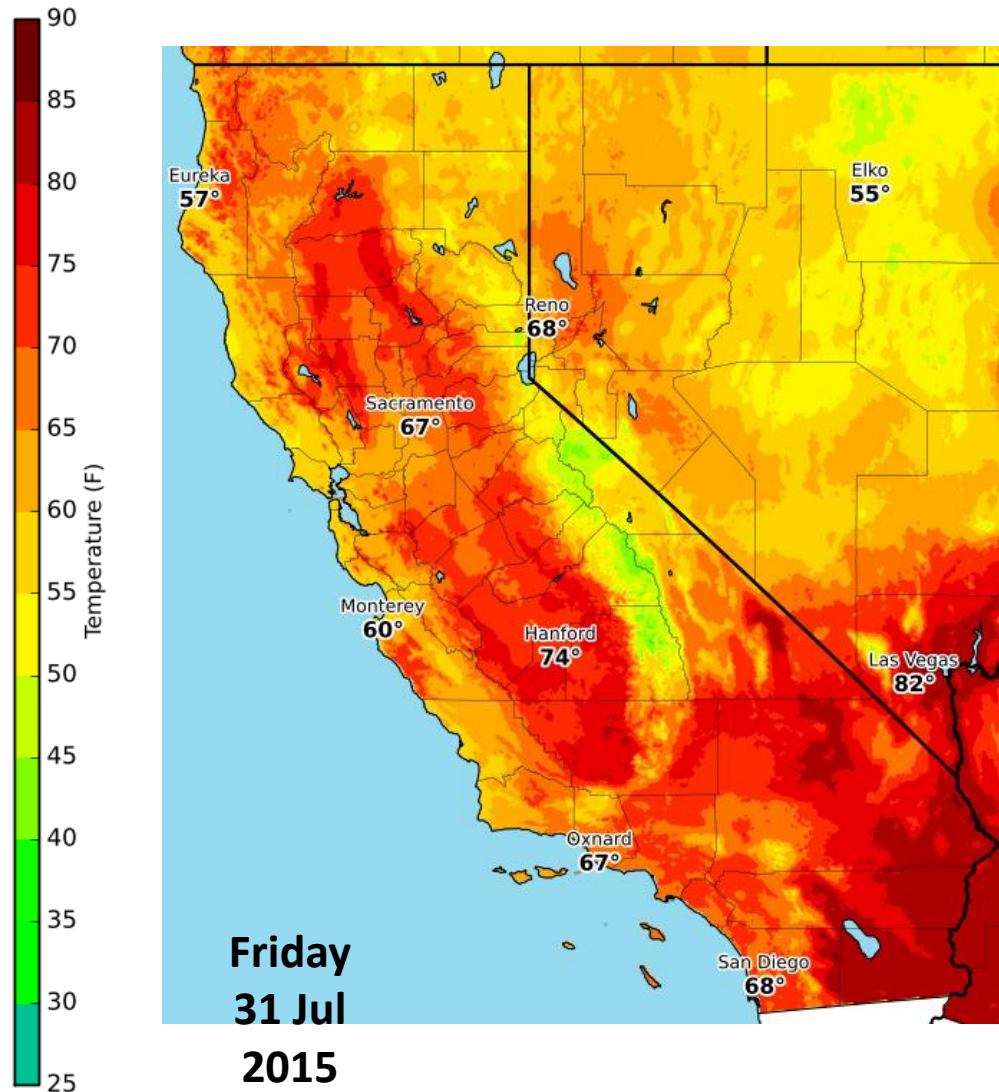 90
85
80
75
70
65
60
55
50
45
40
35
30
25
Temperature (F)
Eureka
57°
Elko
55°
Reno
68°
Sacramento
67°
Monterey
60°
Hanford
74°
Las Vegas
82°
Oxnard
67°
San Diego
68°
Friday
31 Jul
2015